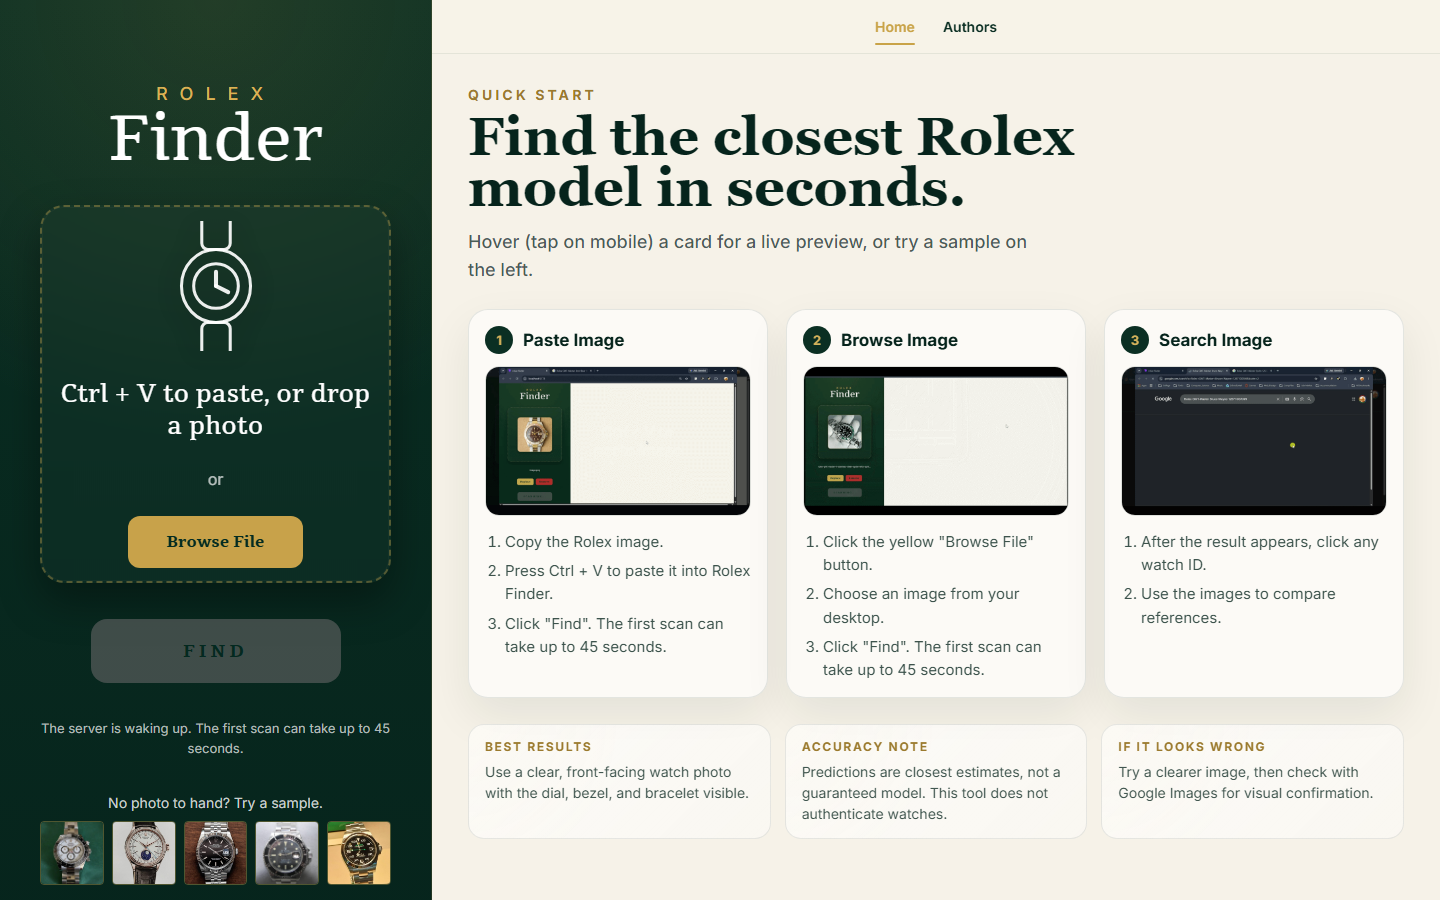 ROLEX
Finder
Ctrl + V to paste, or drop
a photo
or
Browse File
FIND
The server is waking up. The first scan can take up to 45
seconds.
No photo to hand? Try a sample.
Home
Authors
QUICK START
Find the closest Rolex
model in seconds.
Hover (tap on mobile) a card for a live preview, or try a sample on
the left.
1
Paste Image
Finder
1. Copy the Rolex image.
2. Press Ctrl + V to paste it into Rolex
Finder.
3. Click "Find". The first scan can
take up to 45 seconds.
2
Browse Image
Finder
1. Click the yellow "Browse File"
button.
2. Choose an image from your
desktop.
3. Click "Find". The first scan can
take up to 45 seconds.
3
Search Image
Google
1. After the result appears, click any
watch ID.
2. Use the images to compare
references.
BEST RESULTS
Use a clear, front-facing watch photo
with the dial, bezel, and bracelet visible.
ACCURACY NOTE
Predictions are closest estimates, not a
guaranteed model. This tool does not
authenticate watches.
IF IT LOOKS WRONG
Try a clearer image, then check with
Google Images for visual confirmation.